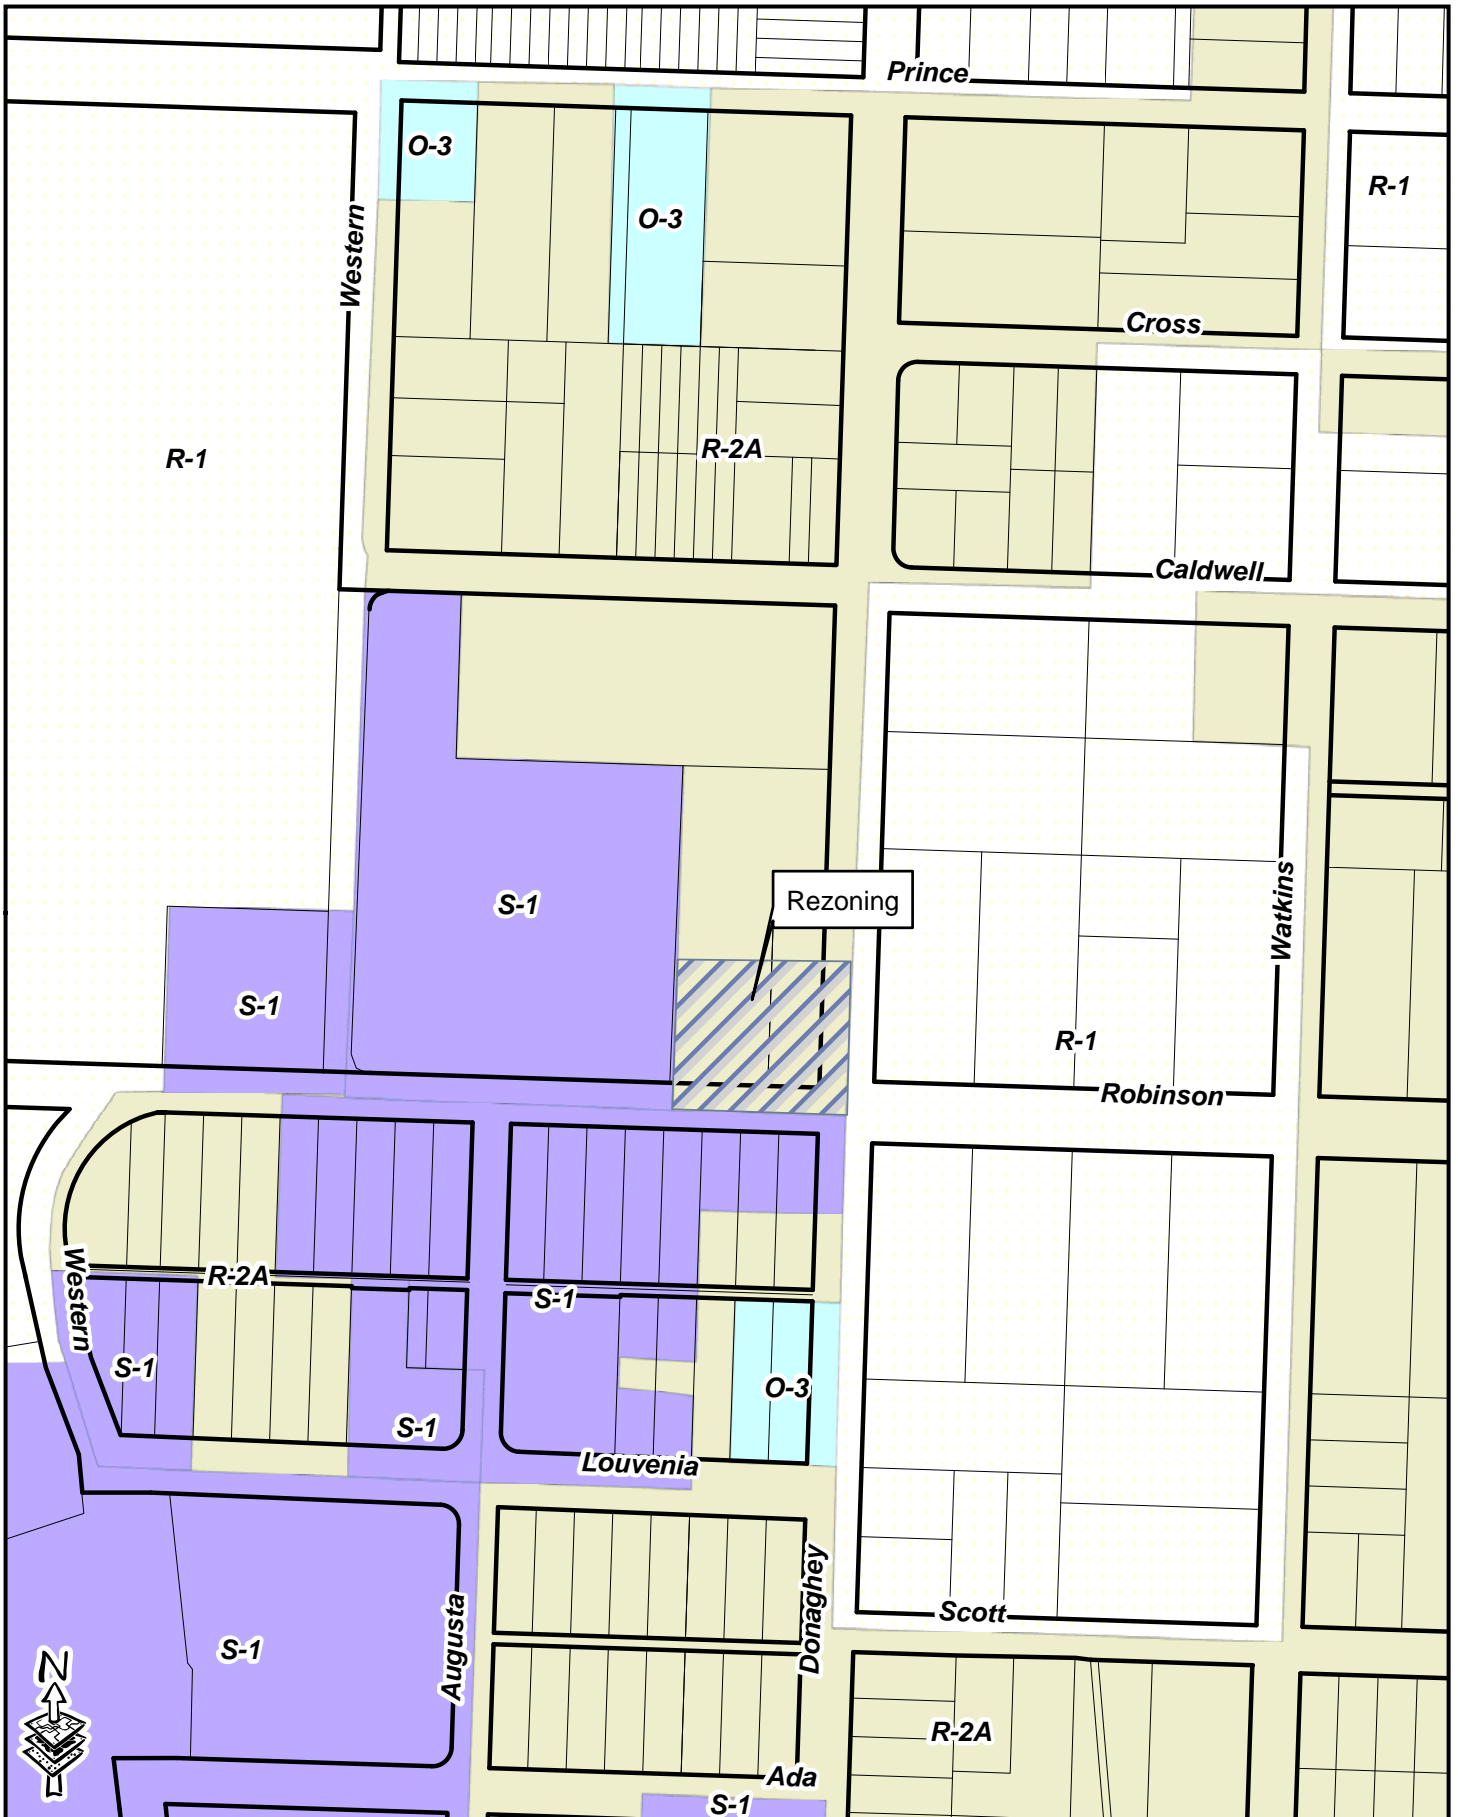 Prince
O-3
R-1
O-3
Western
Cross
R-2A
R-1
Caldwell
Rezoning
S-1
Watkins
S-1
R-1
Robinson
Western
R-2A
S-1
S-1
O-3
S-1
Louvenia
Donaghey
Augusta
Scott
S-1
N
R-2A
Ada
S-1